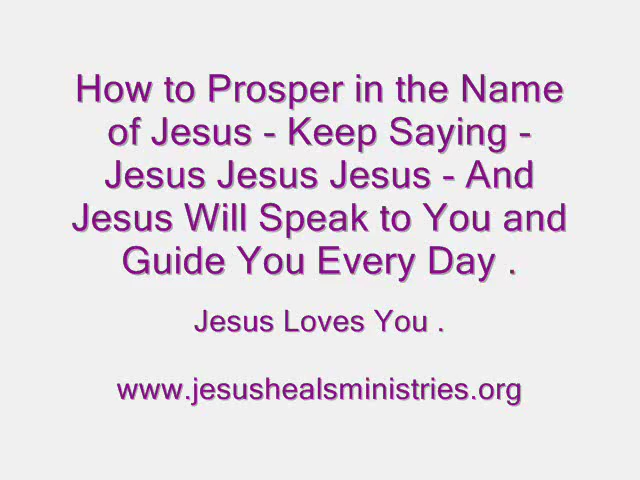 How to Prosper in the Name
of Jesus - Keep Saying -
Jesus Jesus Jesus - And
Jesus Will Speak to You and
Guide You Every Day .
Jesus Loves You .
www.jesushealsministries.org